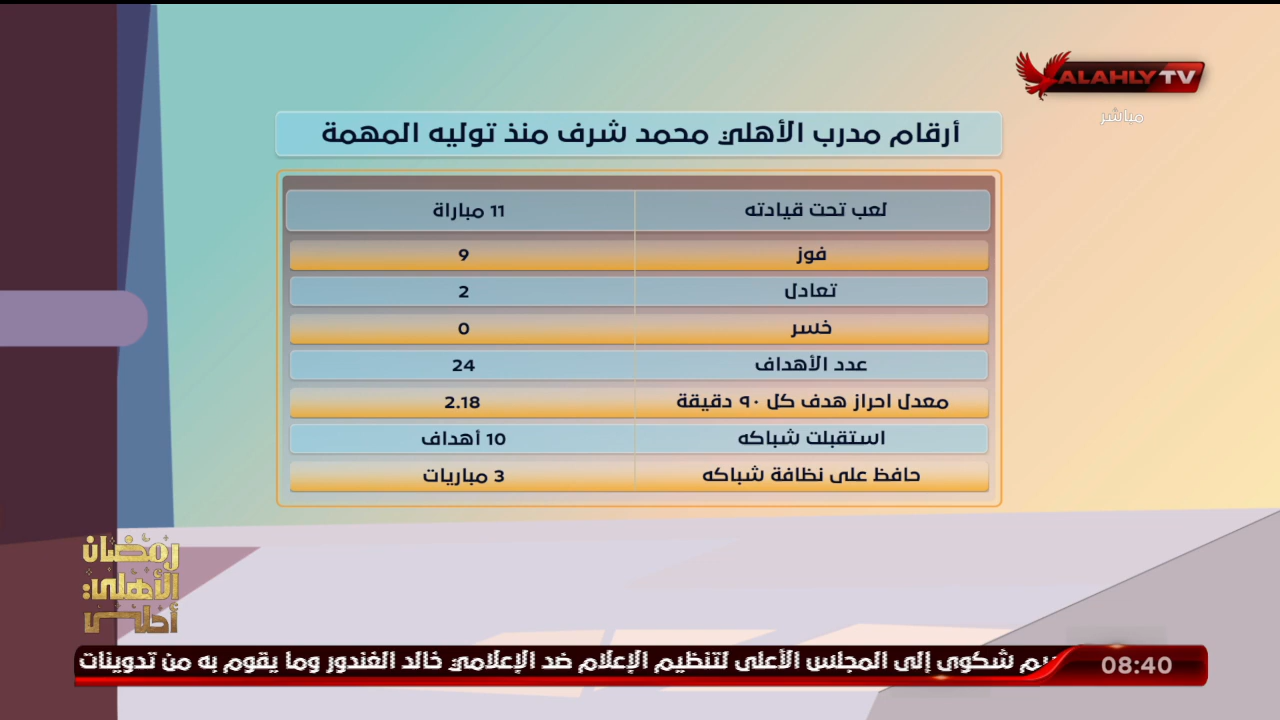 ALAHLY TV
مباشر
أرقام مدرب الأهلي محمد شرف منذ توليه المهمة
لعب تحت قيادته 11 مباراة
فوز 9
تعادل 2
خسر 0
عدد الأهداف 24
معدل احراز هدف كل ٩٠ دقيقة 2.18
استقبلت شباكه 10 أهداف
حافظ على نظافة شباكه 3 مباريات
رمضان
الأهلي
أحلى
شكوى إلى المجلس الأعلى لتنظيم الإعلام ضد الإعلامي خالد الغندور وما يقوم به من تدوينات
08:40